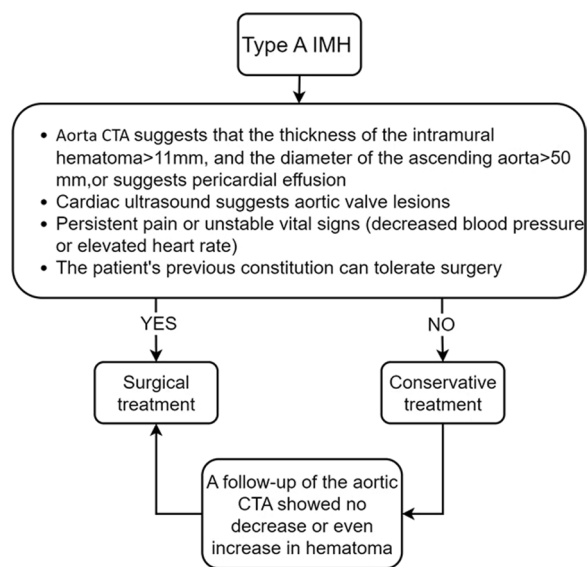 Type A IMH
• Aorta CTA suggests that the thickness of the intramural
hematoma>11mm, and the diameter of the ascending aorta>50
mm,or suggests pericardial effusion
• Cardiac ultrasound suggests aortic valve lesions
• Persistent pain or unstable vital signs (decreased blood pressure
or elevated heart rate)
• The patient's previous constitution can tolerate surgery
YES
NO
Surgical
treatment
Conservative
treatment
A follow-up of the aortic
CTA showed no
decrease or even
increase in hematoma